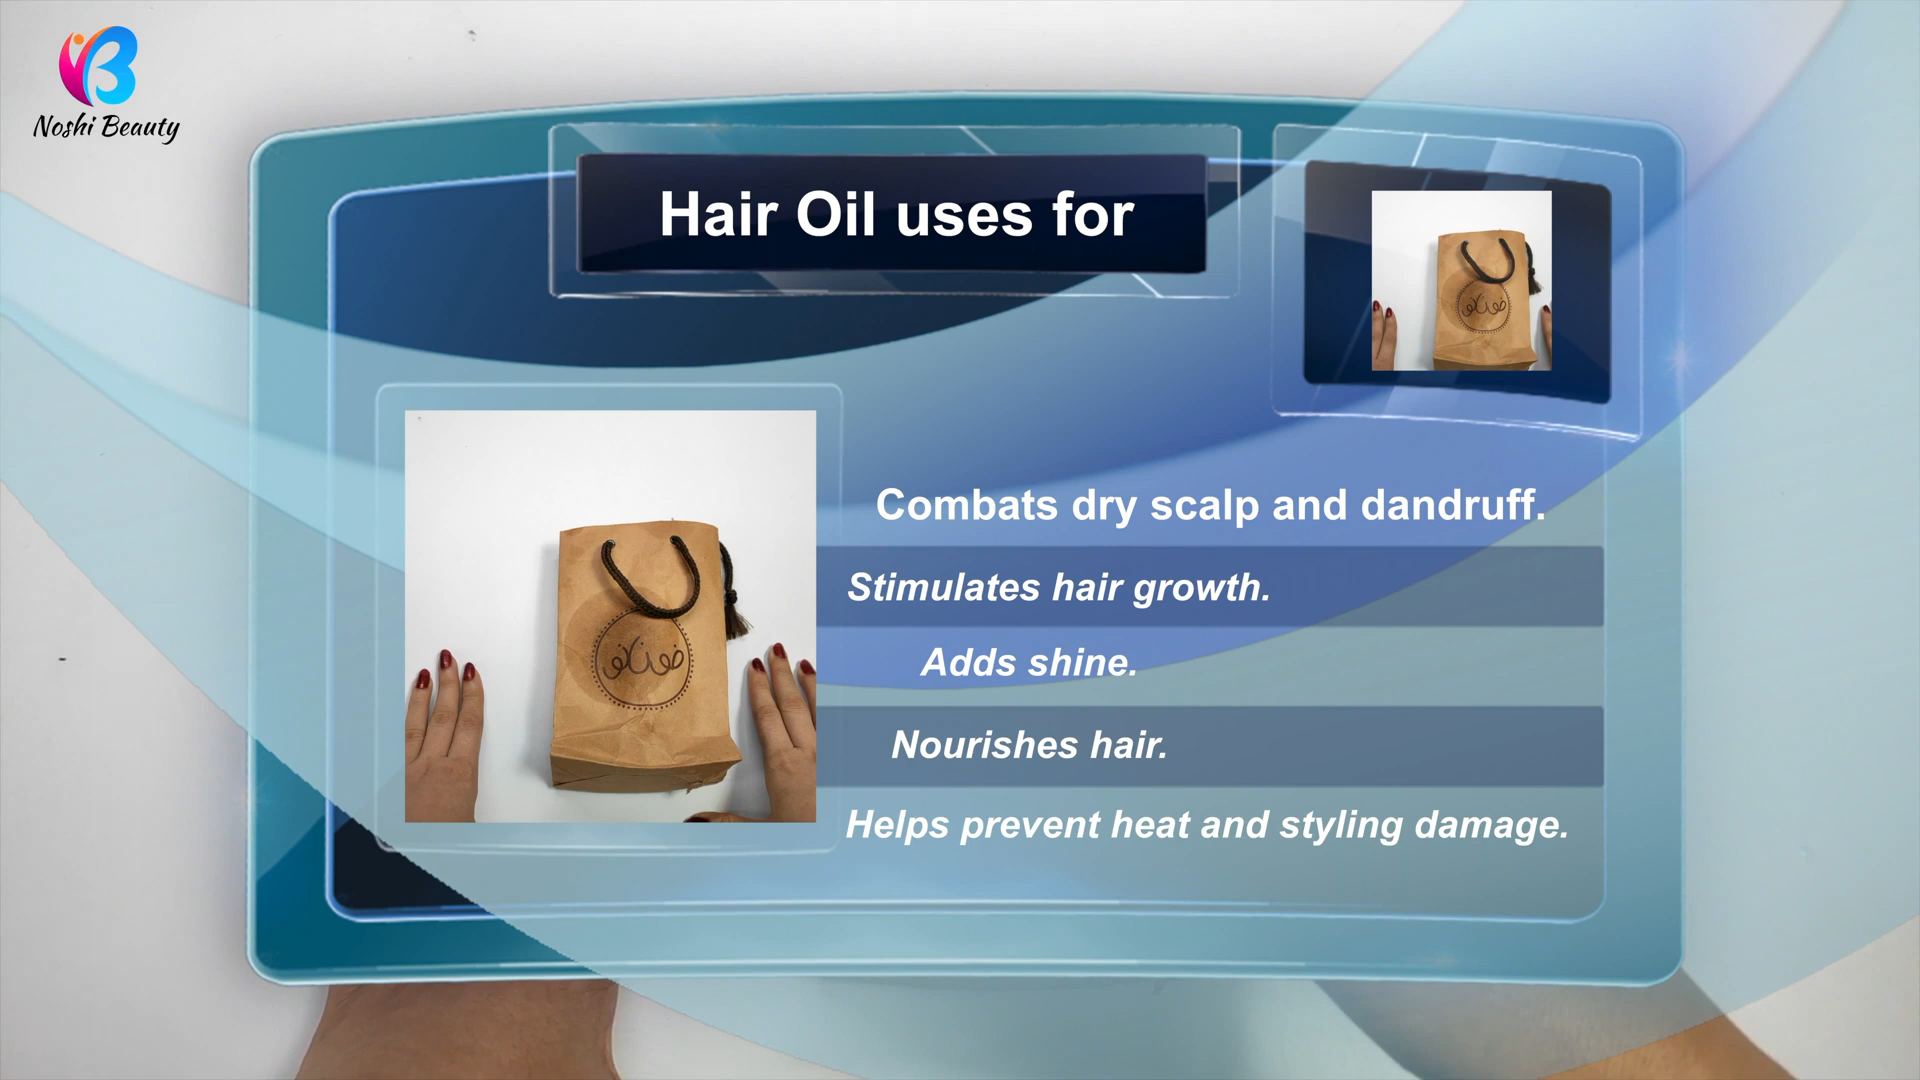 Noshi Beauty
Hair Oil uses for
Combats dry scalp and dandruff.
Stimulates hair growth.
Adds shine.
Nourishes hair.
Helps prevent heat and styling damage.